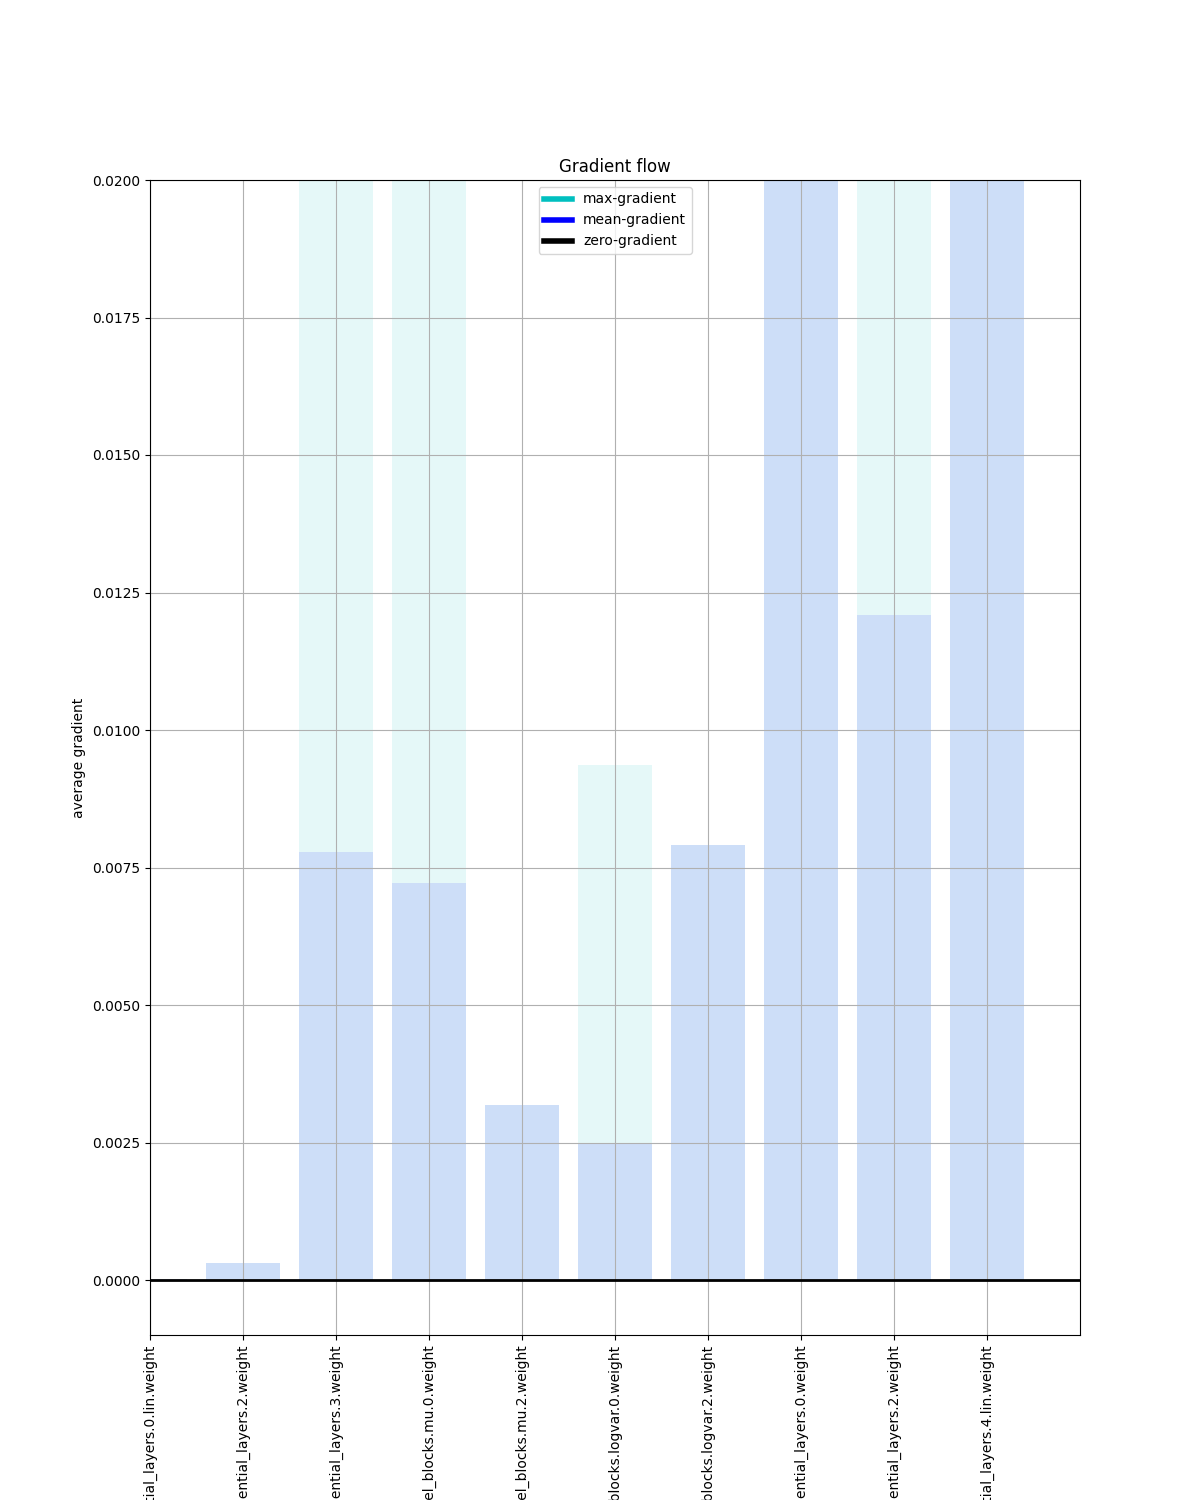 Gradient flow
max-gradient
mean-gradient
zero-gradient
0.0200
0.0175
0.0150
0.0125
0.0100
0.0075
0.0050
0.0025
0.0000
average gradient
tial_layers.0.lin.weight
ential_layers.2.weight
ential_layers.3.weight
el_blocks.mu.0.weight
el_blocks.mu.2.weight
blocks.logvar.0.weight
blocks.logvar.2.weight
ential_layers.0.weight
ential_layers.2.weight
tial_layers.4.lin.weight